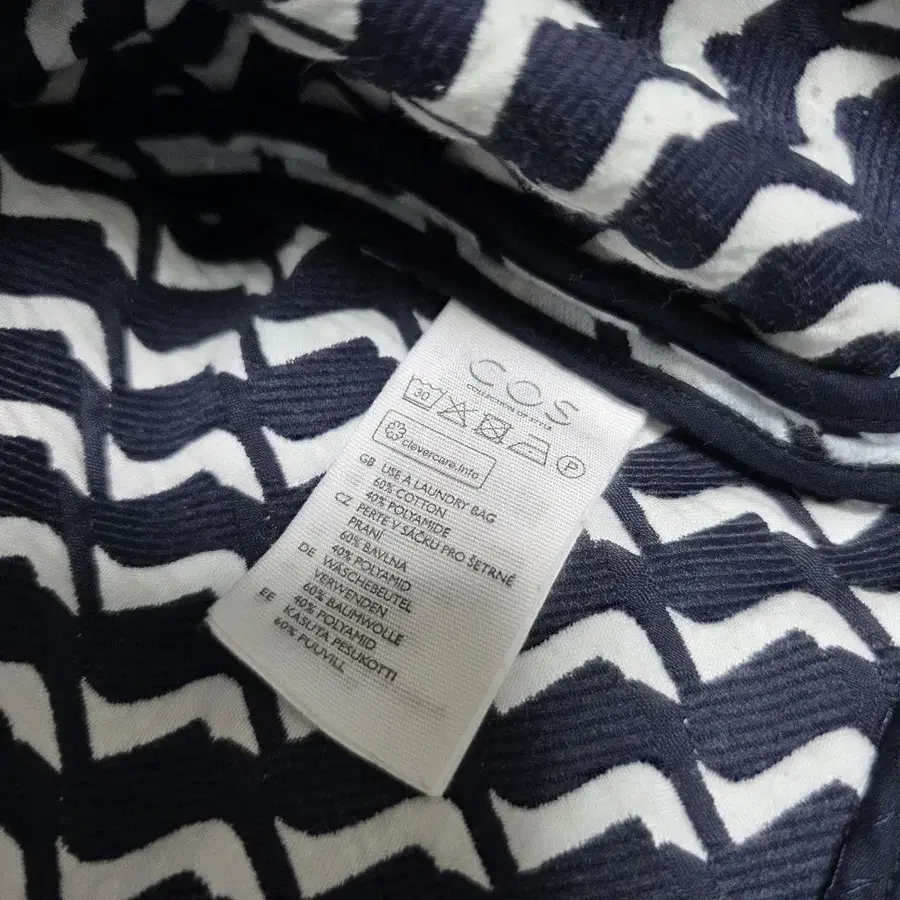 COS
COLLECTION OF STYLE
30
P
clevercare.info
GB USE A LAUNDRY BAG
60% COTTON
40% POLYAMIDE
CZ PERTE V SAČKU PRO ŠETRNÉ
PRANÍ
60% BAVLNA
40% POLYAMID
DE WÄSCHEBEUTEL
VERWENDEN
60% BAUMWOLLE
40% POLYAMID
EE KASUTA PESUKOTTI
60% PUUVILL